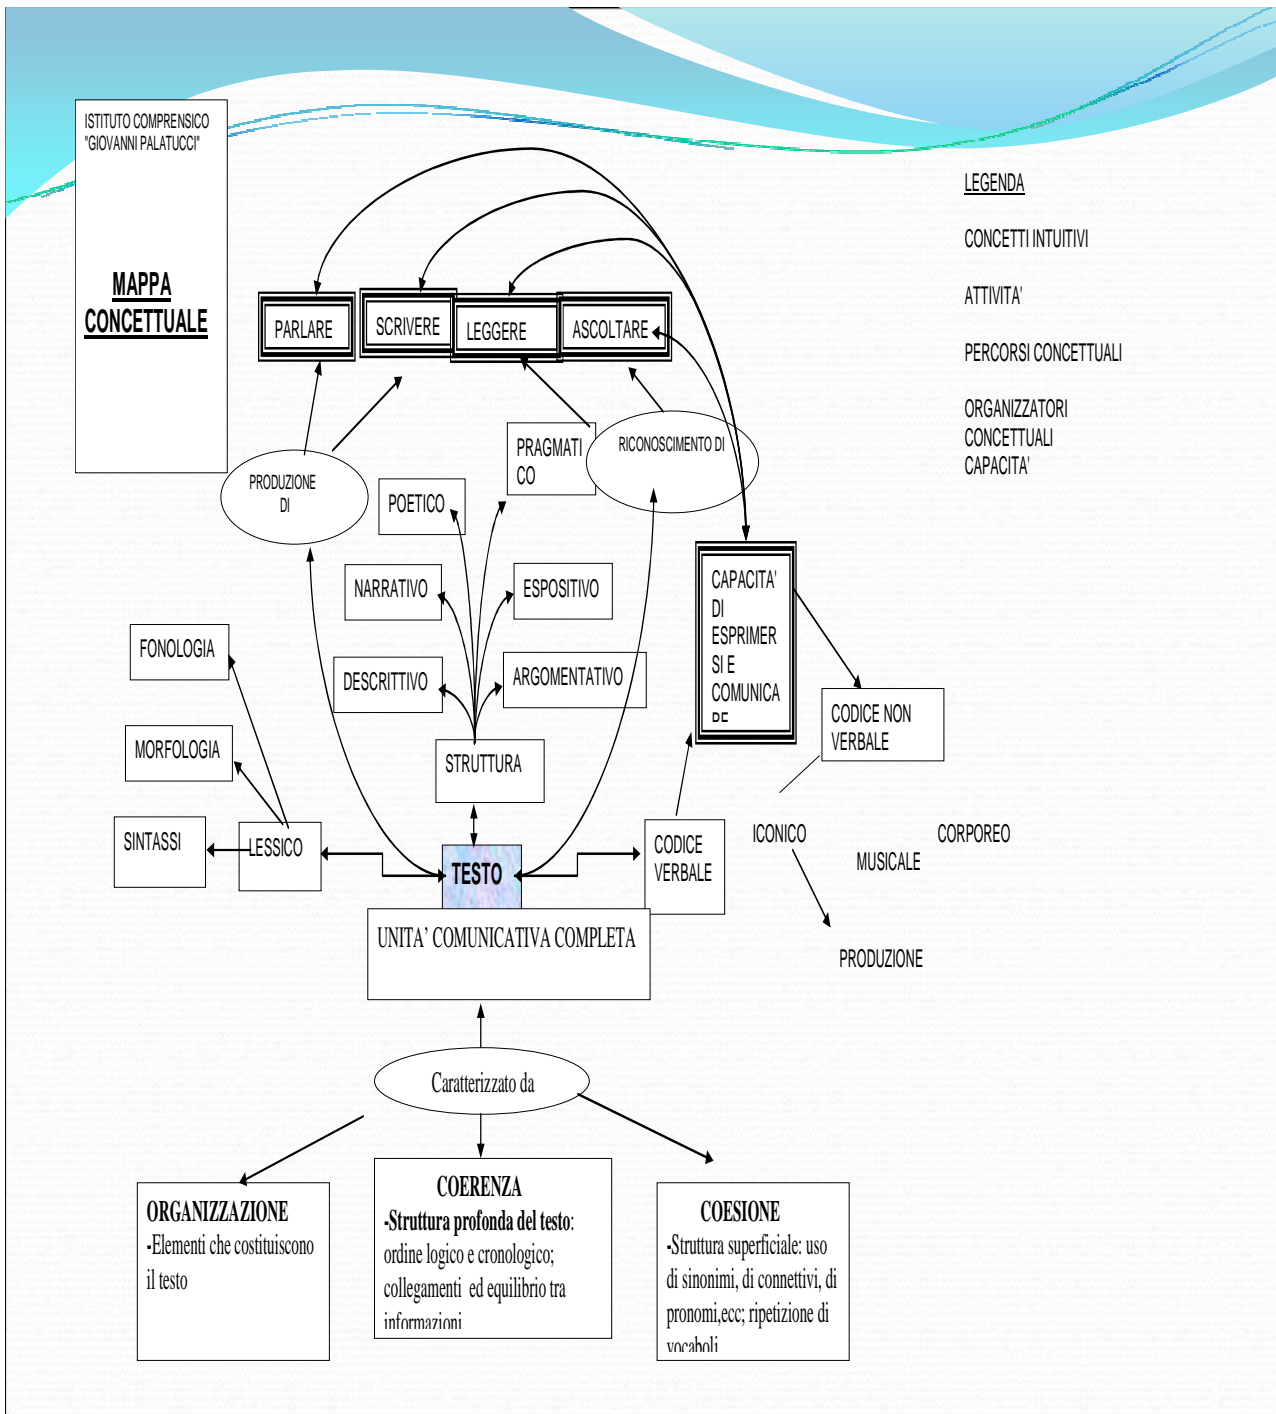 ISTITUTO COMPRENSICO
"GIOVANNI PALATUCCI"
MAPPA
CONCETTUALE
LEGENDA
CONCETTI INTUITIVI
ATTIVITA'
PERCORSI CONCETTUALI
ORGANIZZATORI
CONCETTUALI
CAPACITA'
PARLARE
SCRIVERE
LEGGERE
ASCOLTARE
PRODUZIONE
DI
POETICO
PRAGMATI
CO
RICONOSCIMENTO DI
NARRATIVO
ESPOSITIVO
DESCRITTIVO
ARGOMENTATIVO
CAPACITA'
DI
ESPRIMER
SI E
COMUNICA
RE
FONOLOGIA
MORFOLOGIA
SINTASSI
LESSICO
STRUTTURA
TESTO
CODICE
VERBALE
CODICE NON
VERBALE
ICONICO
CORPOREO
MUSICALE
PRODUZIONE
UNITA’ COMUNICATIVA COMPLETA
Caratterizzato da
ORGANIZZAZIONE
-Elementi che costituiscono
il testo
COERENZA
-Struttura profonda del testo:
ordine logico e cronologico;
collegamenti ed equilibrio tra
informazioni
COESIONE
-Struttura superficiale: uso
di sinonimi, di connettivi, di
pronomi,ecc; ripetizione di
vocaboli